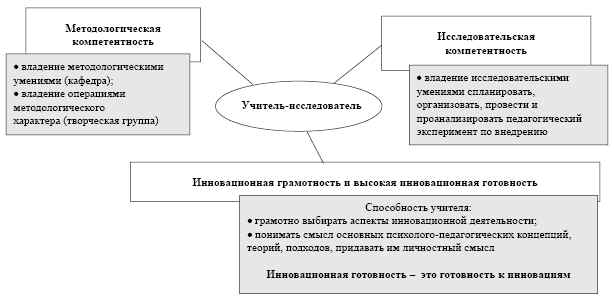 Методологическая
компетентность
● владение методологическими
умениями (кафедра);
● владение операциями
методологического
характера (творческая группа)
Исследовательская
компетентность
● владение исследовательскими
умениями спланировать,
организовать, провести и
проанализировать педагогический
эксперимент по внедрению
Учитель-исследователь
Инновационная грамотность и высокая инновационная готовность
Способность учителя:
● грамотно выбирать аспекты инновационной деятельности;
● понимать смысл основных психолого-педагогических концепций,
теорий, подходов, придавать им личностный смысл
Инновационная готовность – это готовность к инновациям